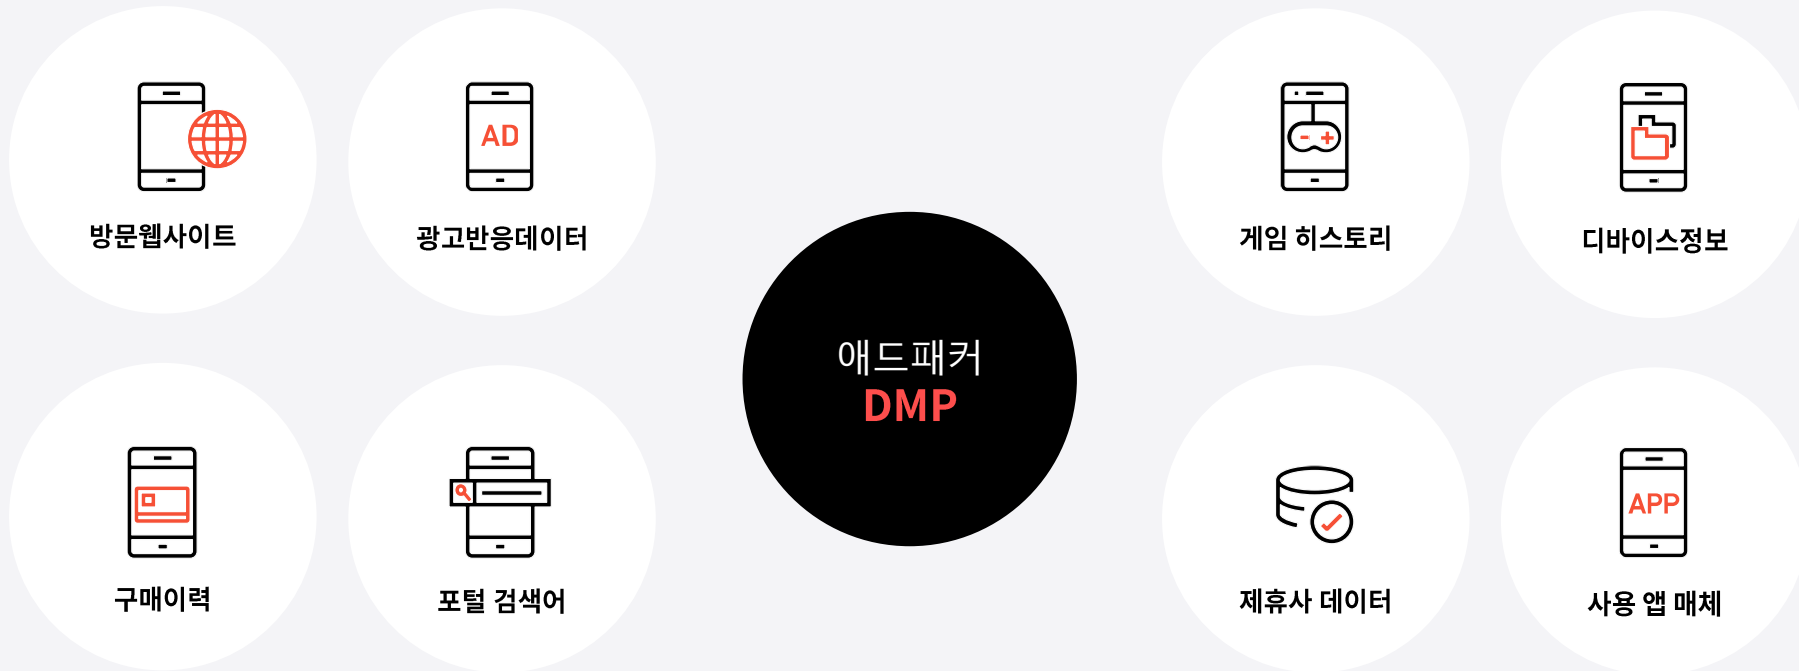 AD
방문웹사이트
광고반응데이터
게임 히스토리
디바이스정보
애드패커
DMP
APP
구매이력
포털 검색어
제휴사 데이터
사용 앱 매체